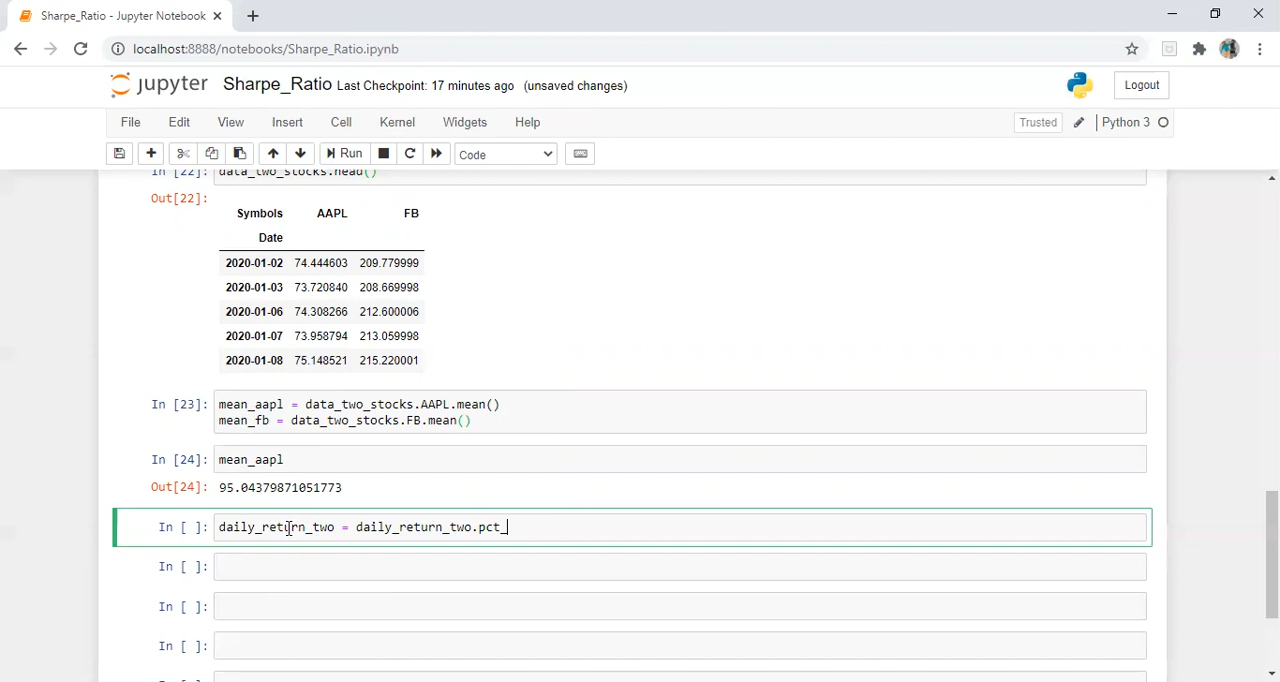 Sharpe_Ratio - Jupyter Notebook
localhost:8888/notebooks/Sharpe_Ratio.ipynb
jupyter Sharpe_Ratio Last Checkpoint: 17 minutes ago (unsaved changes) Logout
File Edit View Insert Cell Kernel Widgets Help Trusted Python 3
Run Code
In [22]: data_two_stocks.head()
Out[22]:
Symbols AAPL FB
Date
2020-01-02 74.444603 209.779999
2020-01-03 73.720840 208.669998
2020-01-06 74.308266 212.600006
2020-01-07 73.958794 213.059998
2020-01-08 75.148521 215.220001
In [23]: mean_aapl = data_two_stocks.AAPL.mean()
mean_fb = data_two_stocks.FB.mean()
In [24]: mean_aapl
Out[24]: 95.04379871051773
In [ ]: daily_return_two = daily_return_two.pct_
In [ ]:
In [ ]:
In [ ]: